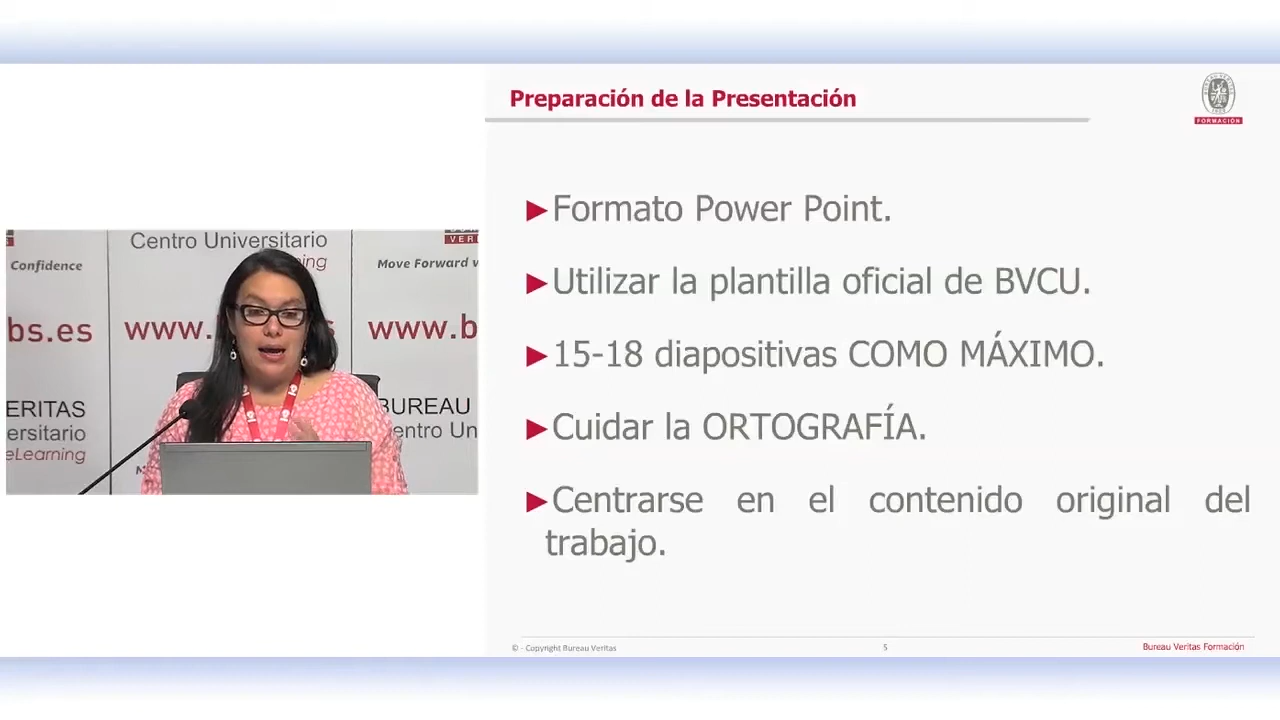 Preparación de la Presentación
FORMACIÓN
►Formato Power Point.
►Utilizar la plantilla oficial de BVCU.
►15-18 diapositivas COMO MÁXIMO.
►Cuidar la ORTOGRAFÍA.
►Centrarse en el contenido original del
trabajo.
© - Copyright Bureau Veritas
5
Bureau Veritas Formación
Centro Universitario
ning
Confidence
Move Forward w
bs.es
www.
s
www.b
ERITAS
ersitario
eLearning
BUREAU
entro Un